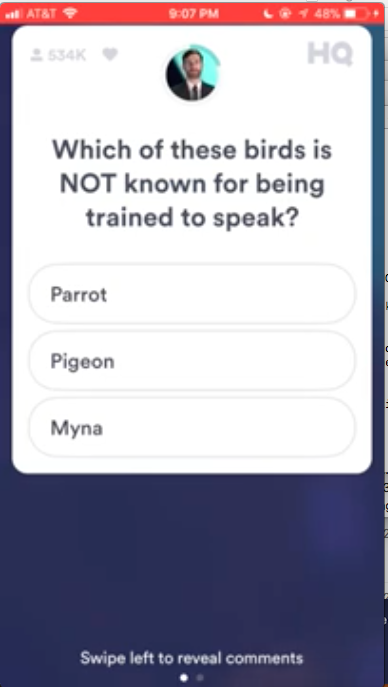 AT&T 9:07 PM 48%
534K HQ
Which of these birds is
NOT known for being
trained to speak?
Parrot
Pigeon
Myna
Swipe left to reveal comments